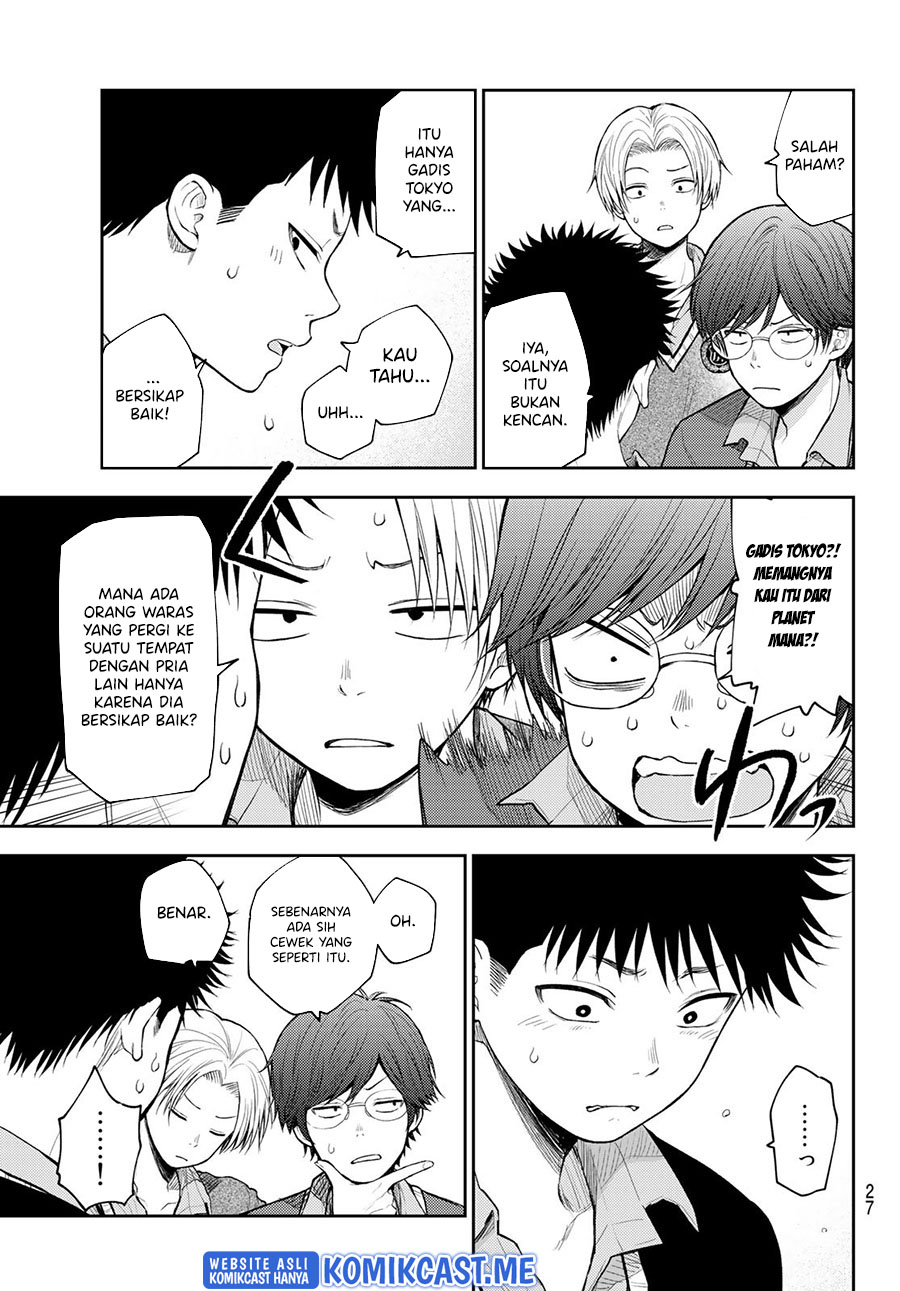 SALAH
PAHAM?
IYA,
SOALNYA
ITU
BUKAN
KENCAN.
ITU
HANYA
GADIS
TOKYO
YANG...
KAU
TAHU...
UHH...
...
BERSIKAP
BAIK!
GADIS TOKYO?!
MEMANGNYA
KAU ITU DARI
PLANET
MANA?!
わッ
く
MANA ADA
ORANG WARAS
YANG PERGI KE
SUATU TEMPAT
DENGAN PRIA
LAIN HANYA
KARENA DIA
BERSIKAP BAIK?
……っ
OH.
SEBENARNYA
ADA SIH
CEWEK YANG
SEPERTI ITU.
BENAR.
………！
27
WEBSITE ASLI
KOMIKCAST HANYA
KOMIKCAST.ME